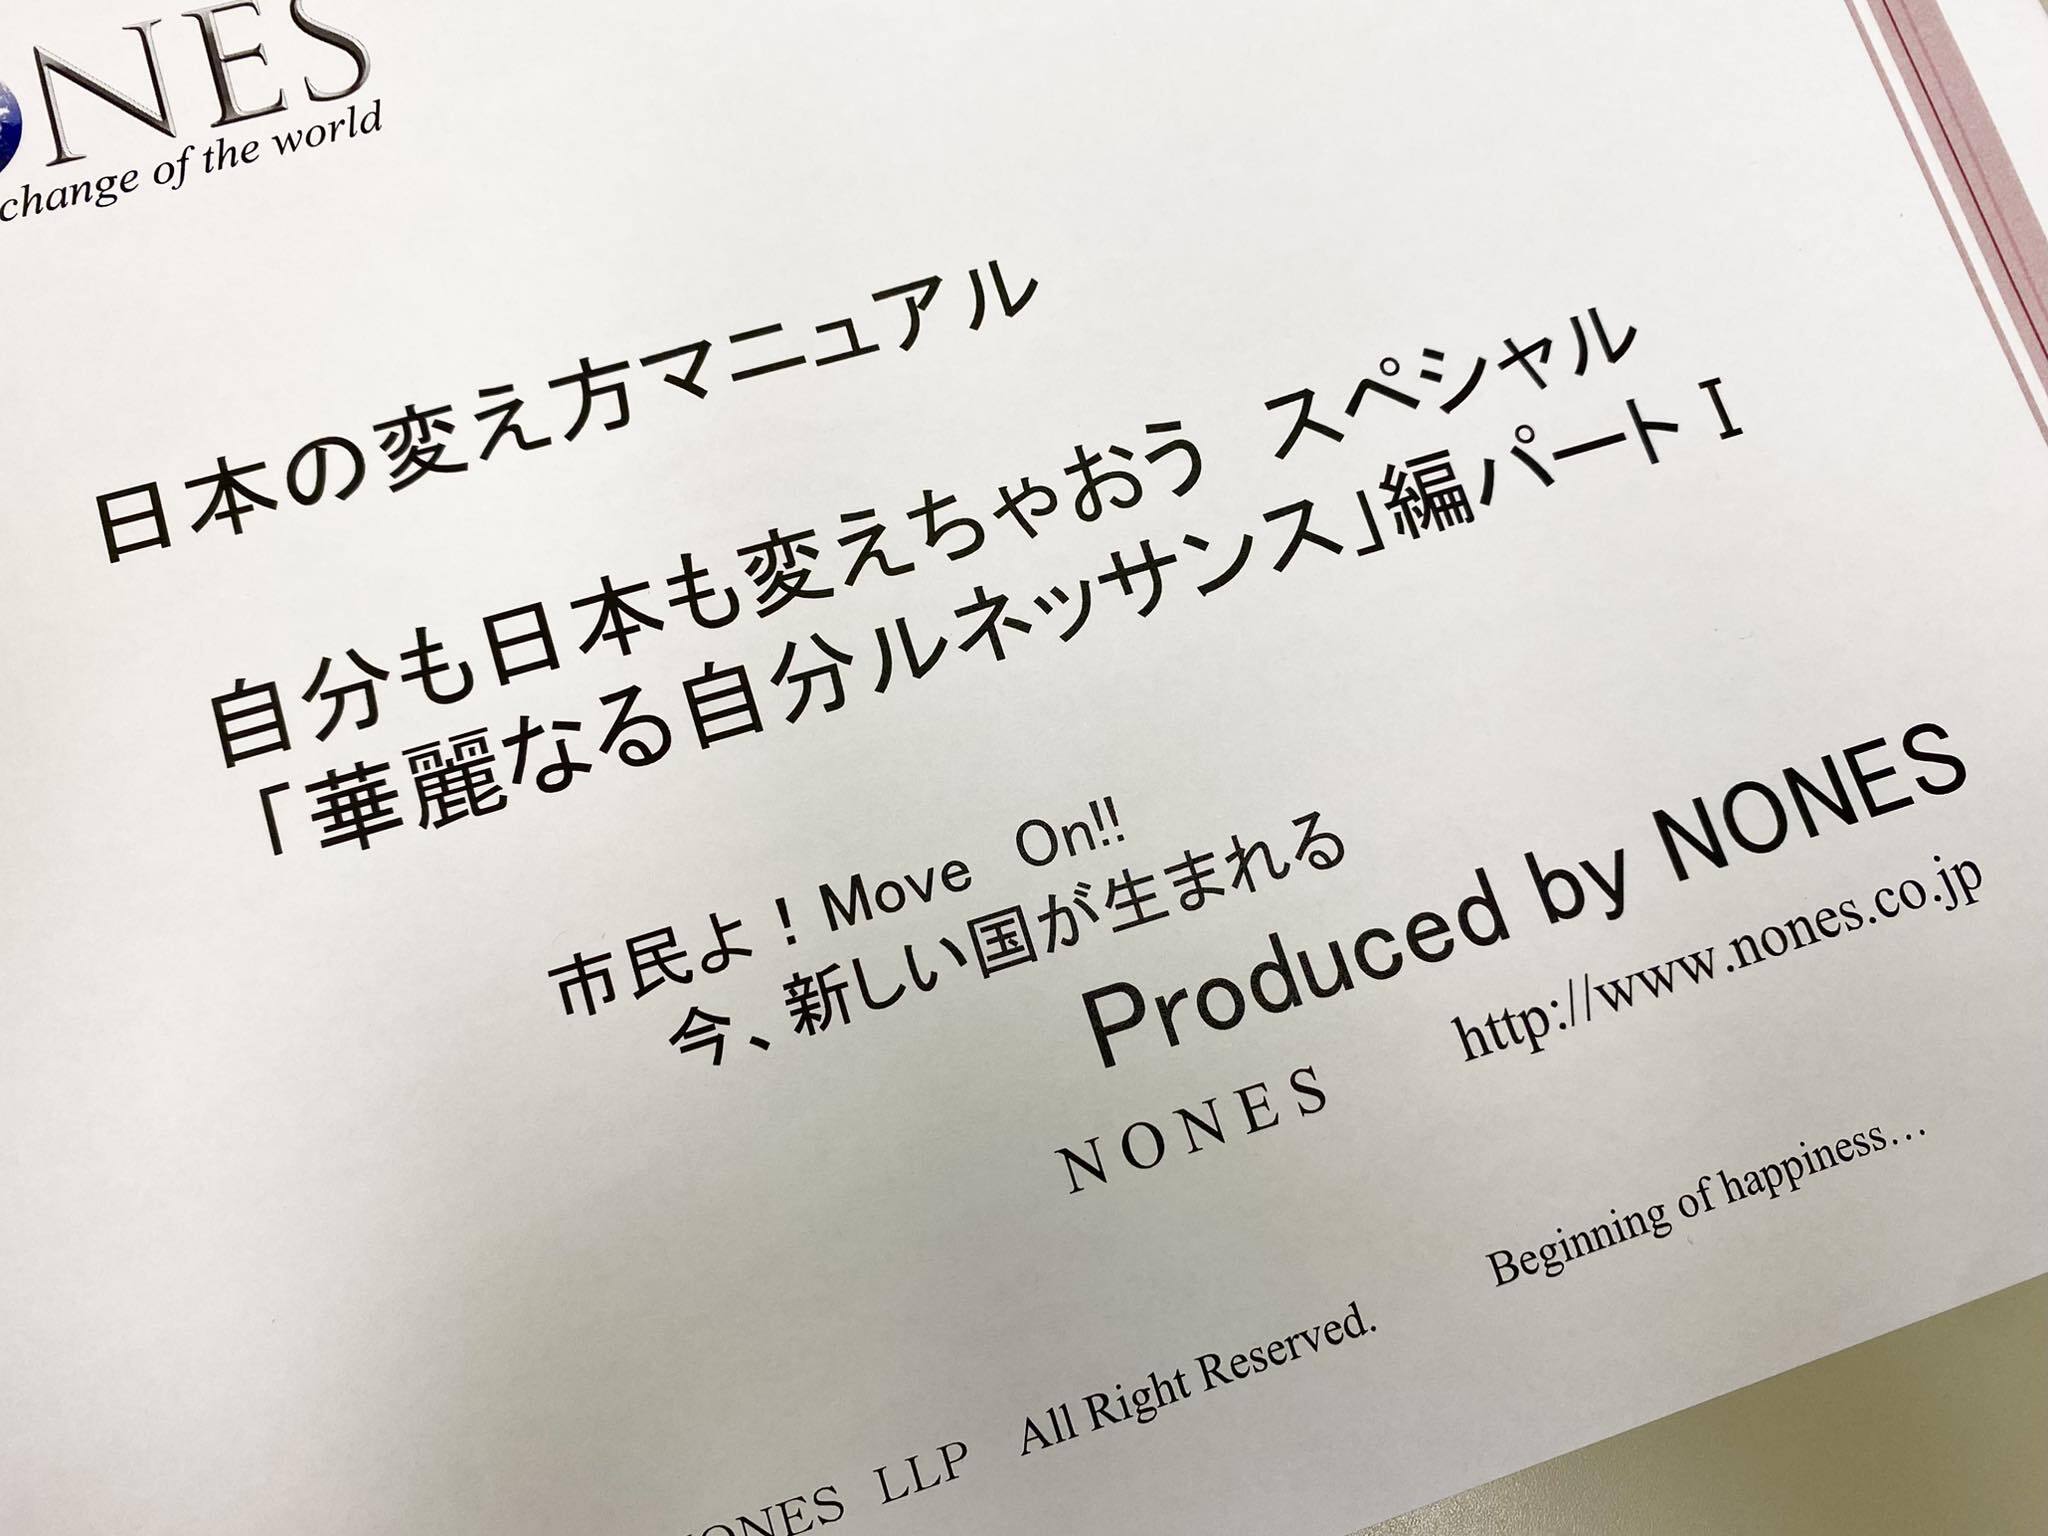 NES
change of the world
日本の変え方マニュアル
自分も日本も変えちゃおう スペシャル
「華麗なる自分ルネッサンス」編パートⅠ
市民よ！Move On!!
今、新しい国が生まれる
Produced by NONES
NONES http://www.nones.co.jp
Beginning of happiness…
ONES LLP All Right Reserved.